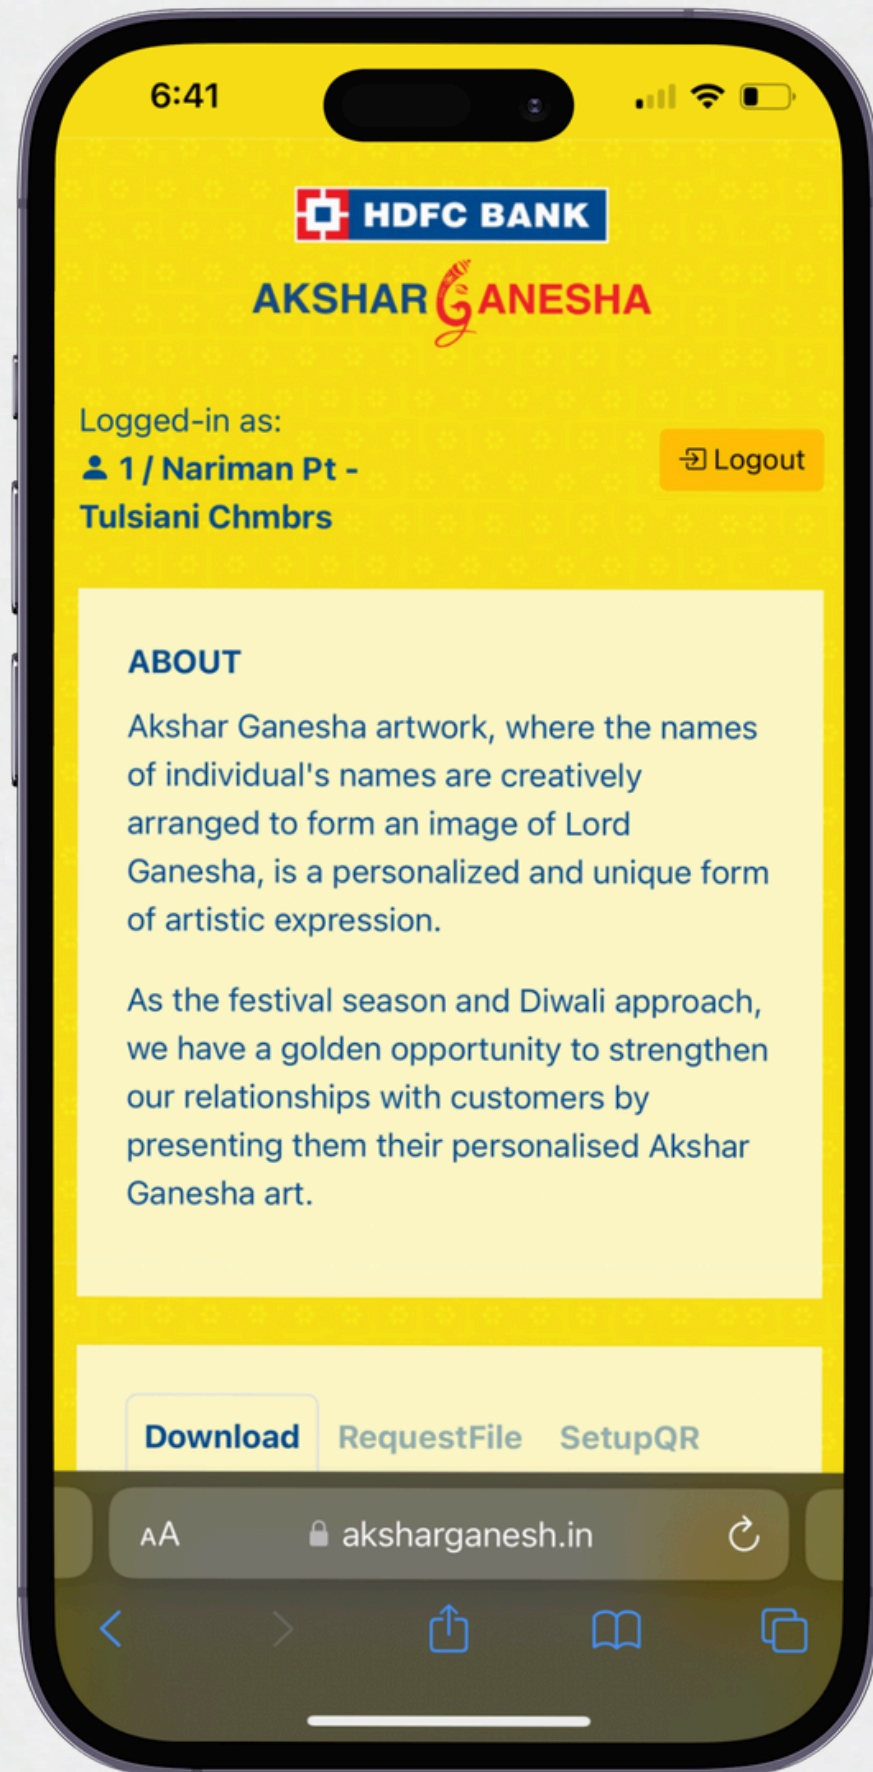 6:41
HDFC BANK
AKSHAR GANESHA
Logged-in as:
1 / Nariman Pt -
Tulsiani Chmbrs
Logout
ABOUT
Akshar Ganesha artwork, where the names
of individual's names are creatively
arranged to form an image of Lord
Ganesha, is a personalized and unique form
of artistic expression.
As the festival season and Diwali approach,
we have a golden opportunity to strengthen
our relationships with customers by
presenting them their personalised Akshar
Ganesha art.
Download RequestFile SetupQR
AA aksharganesh.in